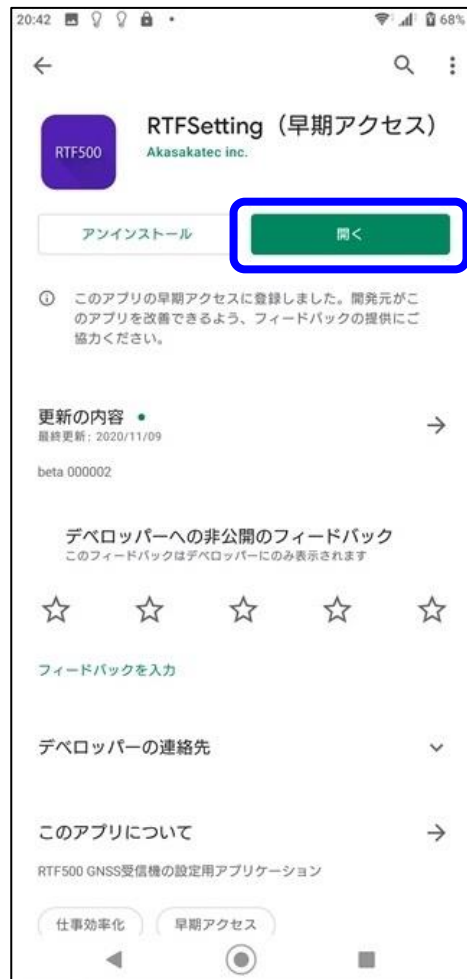 20:42 68%
RTFSetting（早期アクセス）
RTF500
Akasakatec inc.
アンインストール
開く
このアプリの早期アクセスに登録しました。開発元がこ
のアプリを改善できるよう、フィードバックの提供にご
協力ください。
更新の内容
最終更新: 2020/11/09
beta 000002
デベロッパーへの非公開のフィードバック
このフィードバックはデベロッパーにのみ表示されます
フィードバックを入力
デベロッパーの連絡先
このアプリについて
RTF500 GNSS受信機の設定用アプリケーション
仕事効率化
早期アクセス